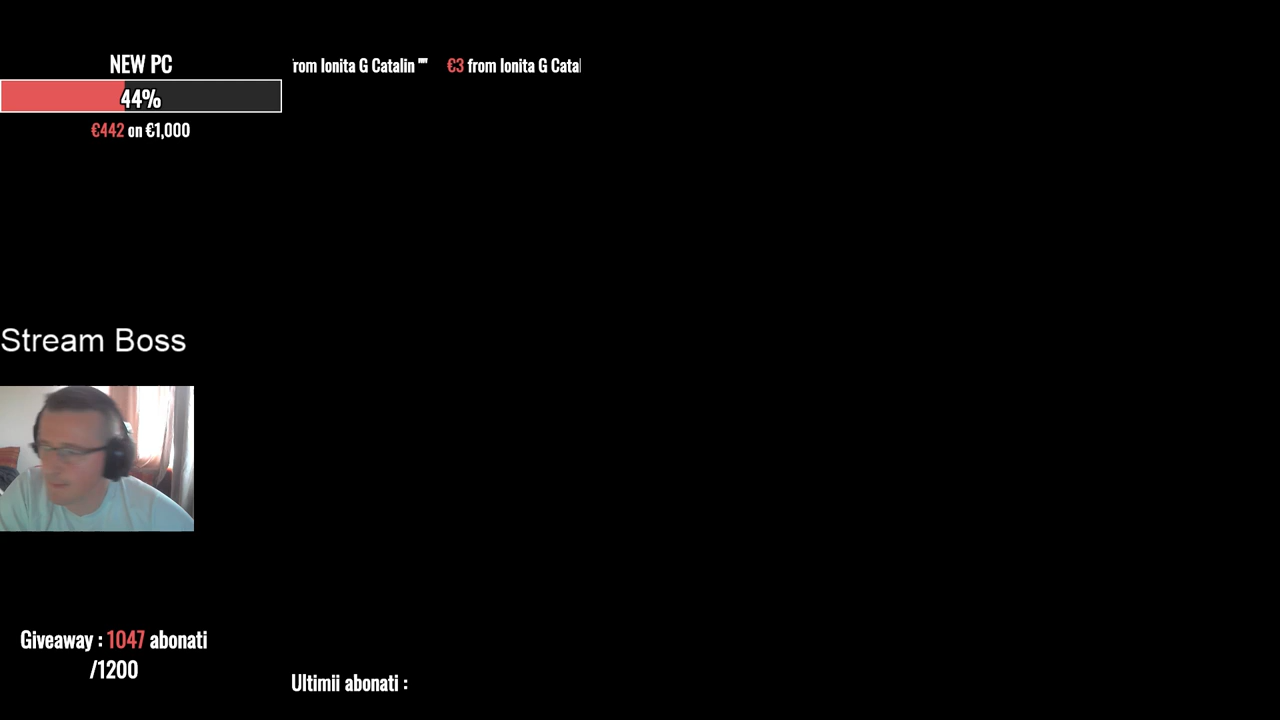 NEW PC
from Ionita G Catalin "" €3 from Ionita G Catal
44%
€442 on €1,000
Stream Boss
Giveaway : 1047 abonati
/1200
Ultimii abonati :